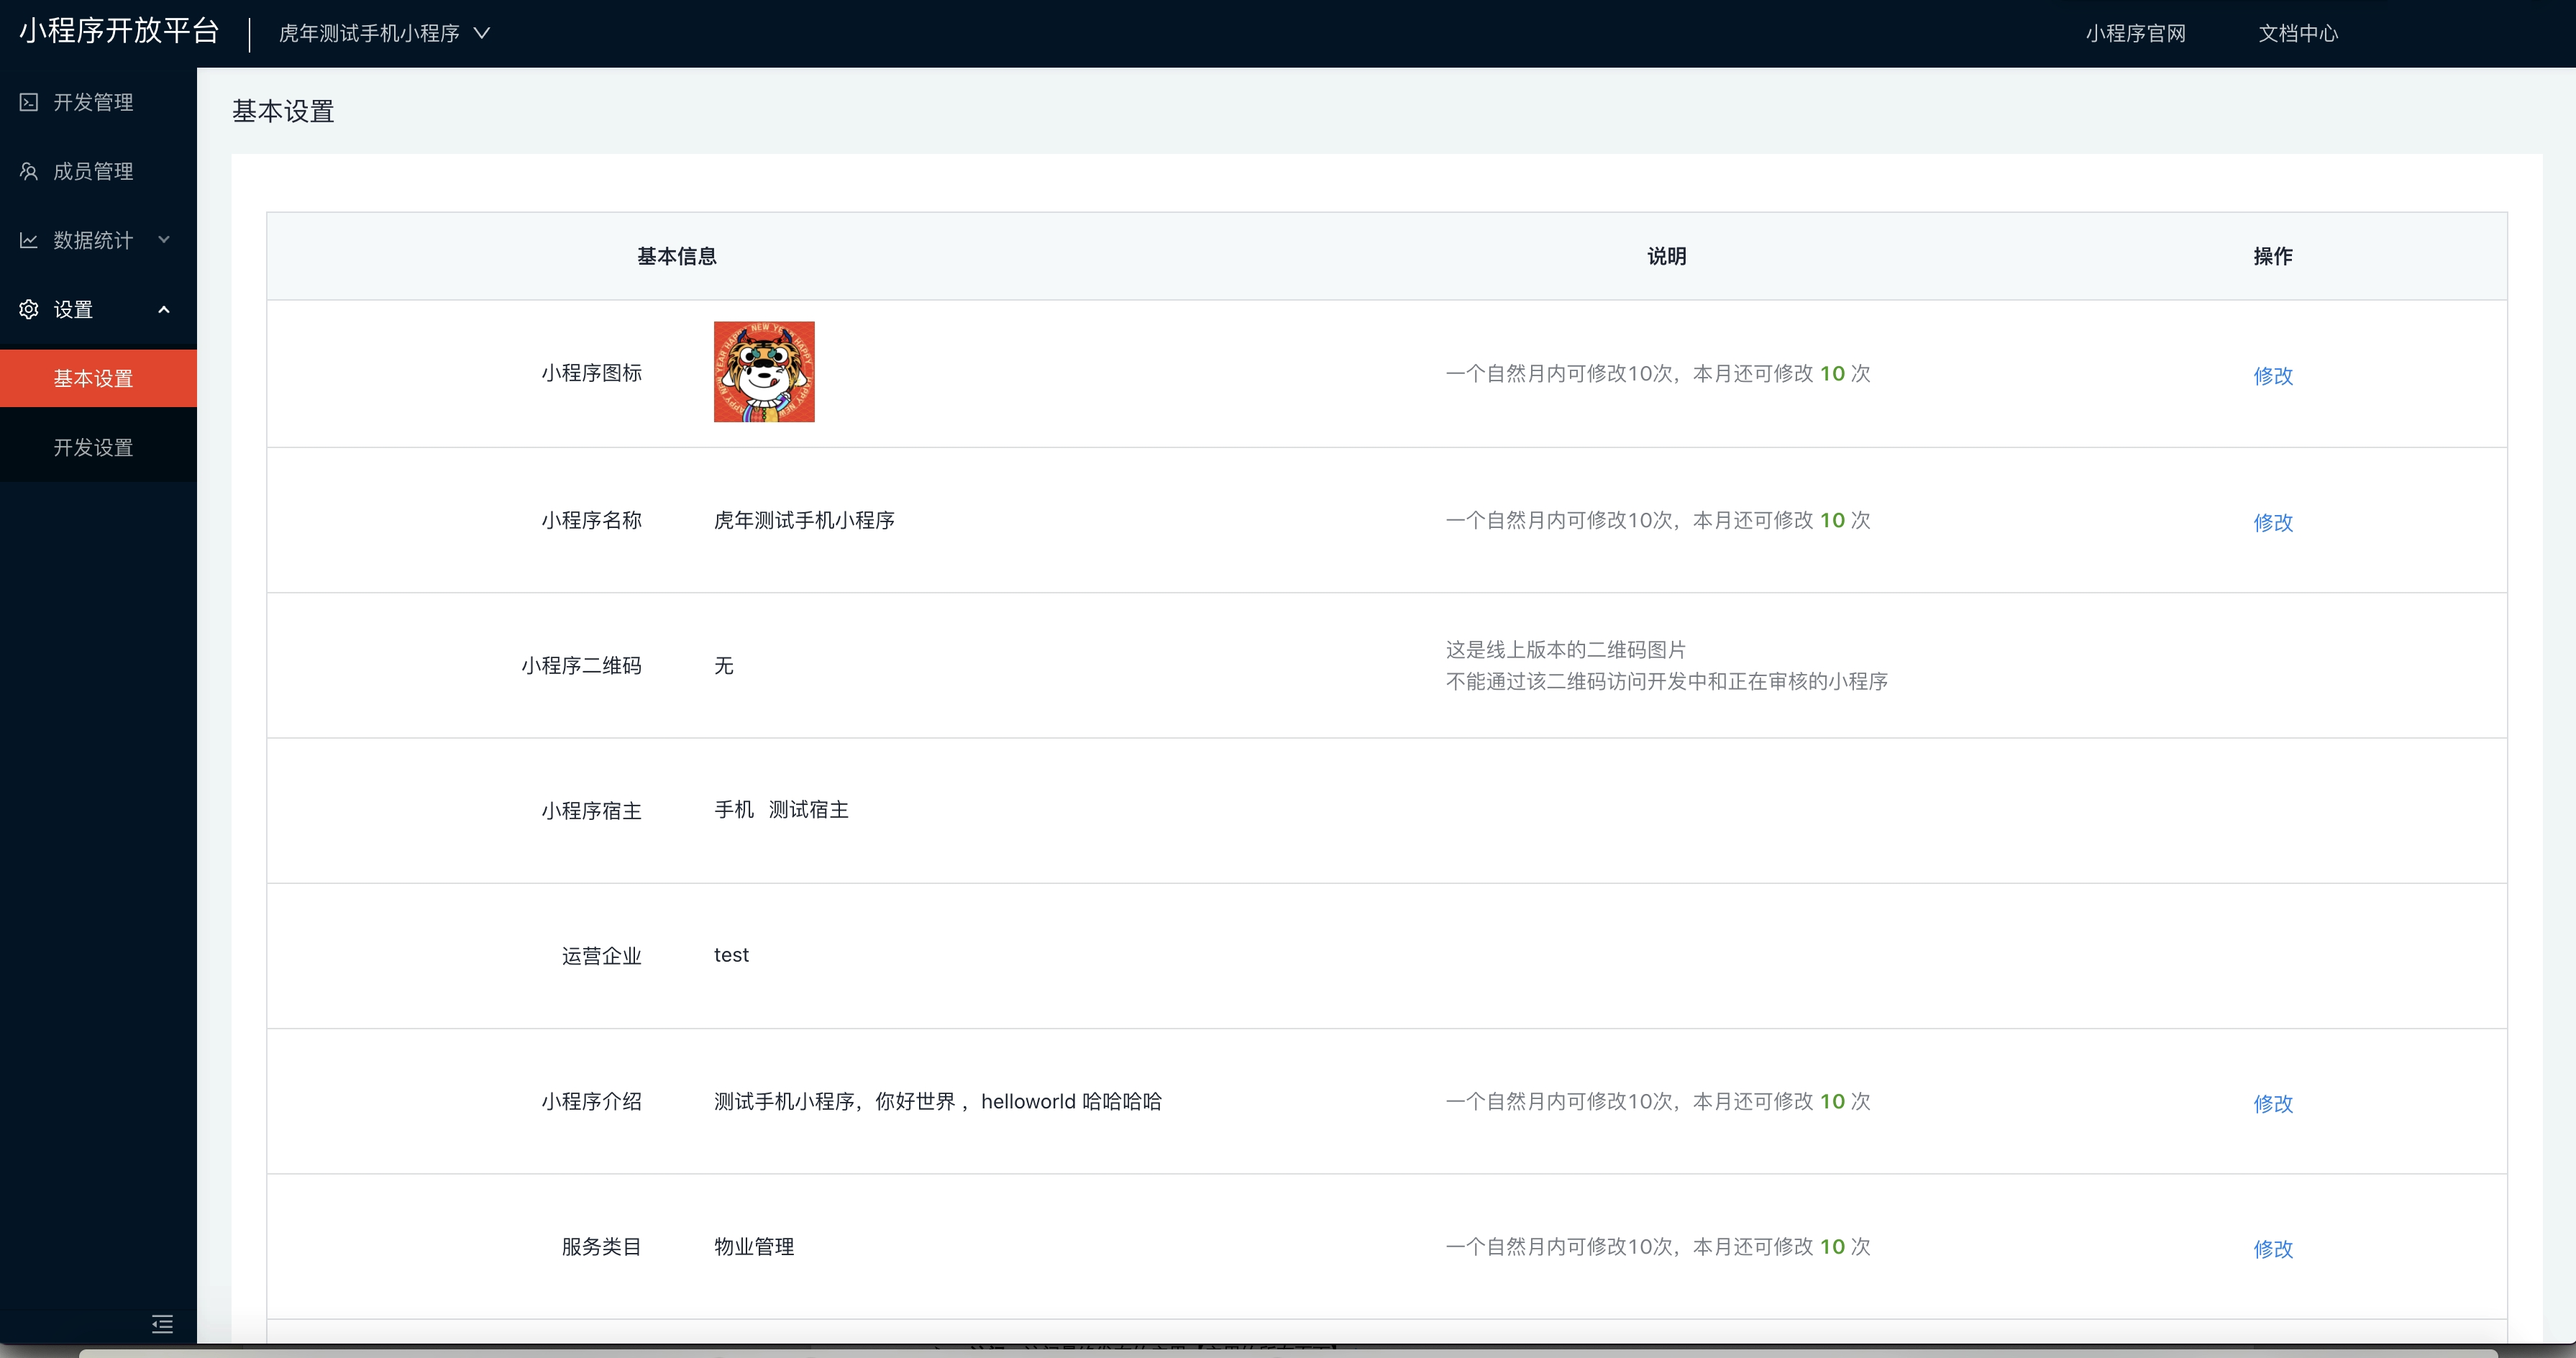 小程序开放平台
虎年测试手机小程序
小程序官网
文档中心
开发管理
成员管理
数据统计
设置
基本设置
开发设置
基本设置
基本信息 说明 操作
小程序图标 一个自然月内可修改10次，本月还可修改 10 次 修改
小程序名称 虎年测试手机小程序 一个自然月内可修改10次，本月还可修改 10 次 修改
小程序二维码 无 这是线上版本的二维码图片
不能通过该二维码访问开发中和正在审核的小程序
小程序宿主 手机 测试宿主
运营企业 test
小程序介绍 测试手机小程序，你好世界 ，helloworld 哈哈哈哈 一个自然月内可修改10次，本月还可修改 10 次 修改
服务类目 物业管理 一个自然月内可修改10次，本月还可修改 10 次 修改